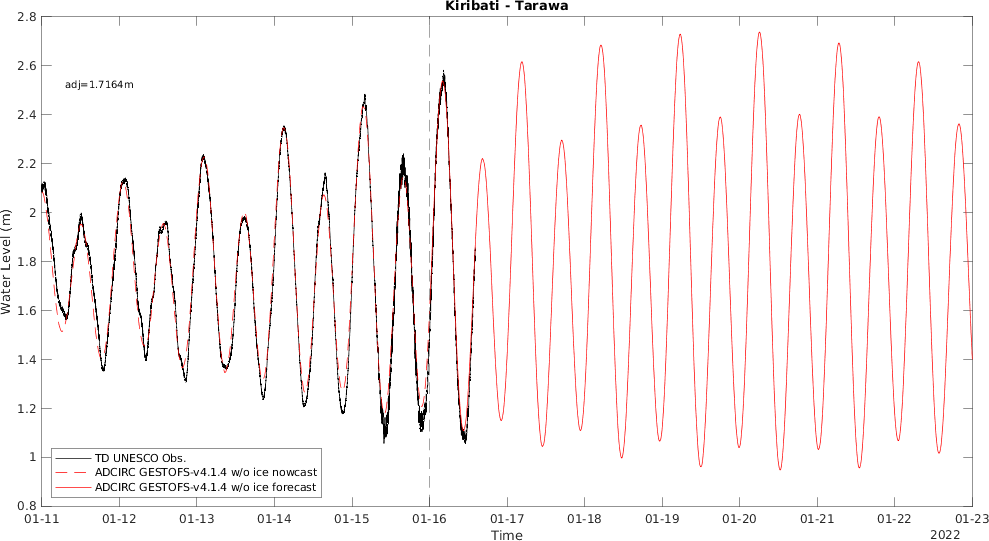 Kiribati - Tarawa
adj=1.7164m
Water Level (m)
2.8
2.6
2.4
2.2
2
1.8
1.6
1.4
1.2
1
0.8
TD UNESCO Obs.
ADCIRC GESTOFS-v4.1.4 w/o ice nowcast
ADCIRC GESTOFS-v4.1.4 w/o ice forecast
01-11 01-12 01-13 01-14 01-15 01-16 01-17 01-18 01-19 01-20 01-21 01-22 01-23
Time
2022